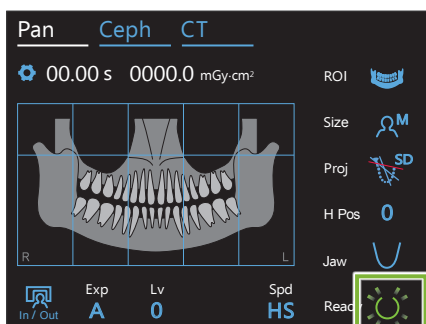 Pan Ceph CT
00.00 s 0000.0 mGy·cm²
ROI
Size M
Proj SD
H Pos 0
R L
Jaw
In / Out
Exp Lv Spd
A 0 HS
Ready